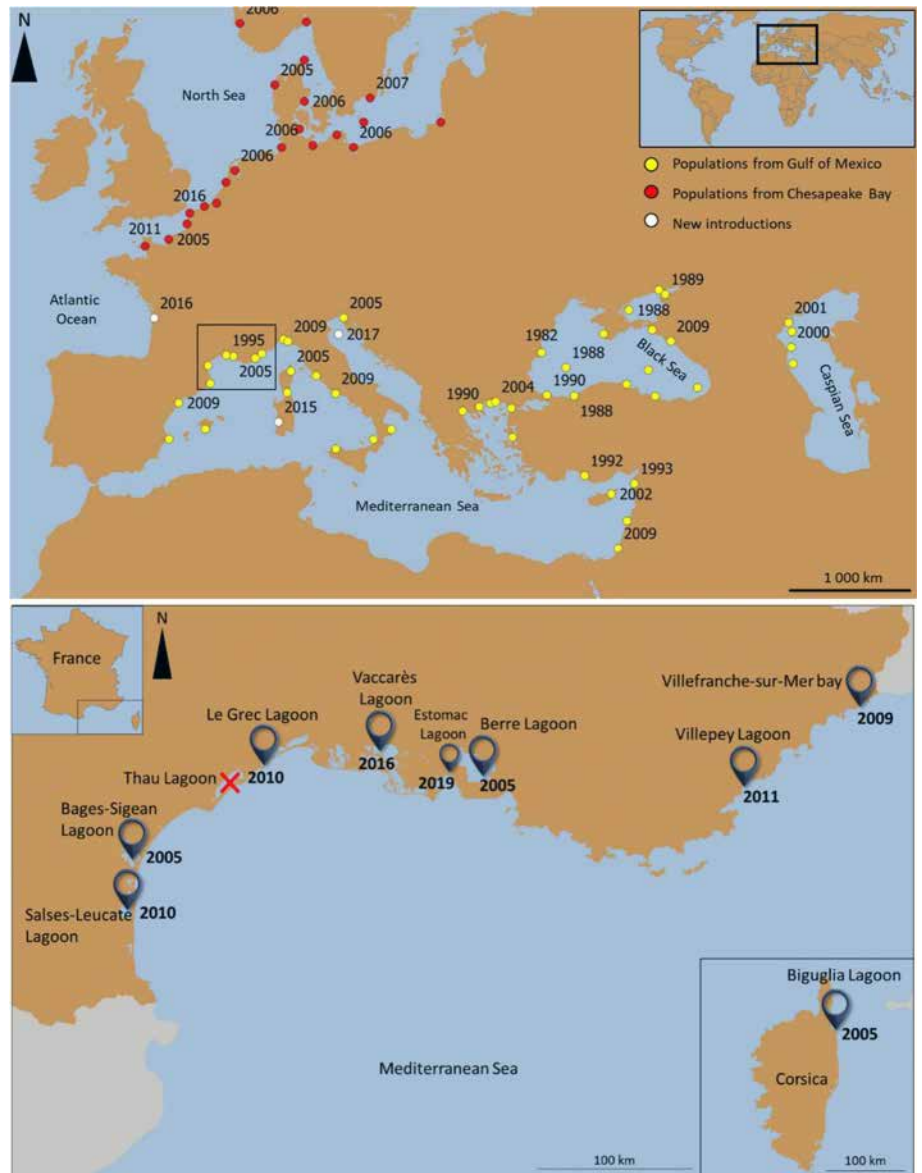 2006
N
2005
North Sea
2007
2006
2006
2006
2006
Populations from Gulf of Mexico
Populations from Chesapeake Bay
New introductions
2016
2011
2005
Atlantic
Ocean
2016
1995
2005
2009
2005
2017
2005
2009
2009
2015
1982
1988
1990
1988
1990
2004
1988
1989
2009
Black Sea
2001
2000
Caspian Sea
1992
1993
2002
2009
Mediterranean Sea
1 000 km
France
N
Le Grec Lagoon
2010
Vaccarès
Lagoon
2016
Estomac
Lagoon
2019
Berre Lagoon
2005
Villefranche-sur-Mer bay
2009
Villepey Lagoon
2011
Thau Lagoon
Bages-Sigean
Lagoon
2005
2010
Salses-Leucate
Lagoon
Mediterranean Sea
100 km
Biguglia Lagoon
2005
Corsica
100 km